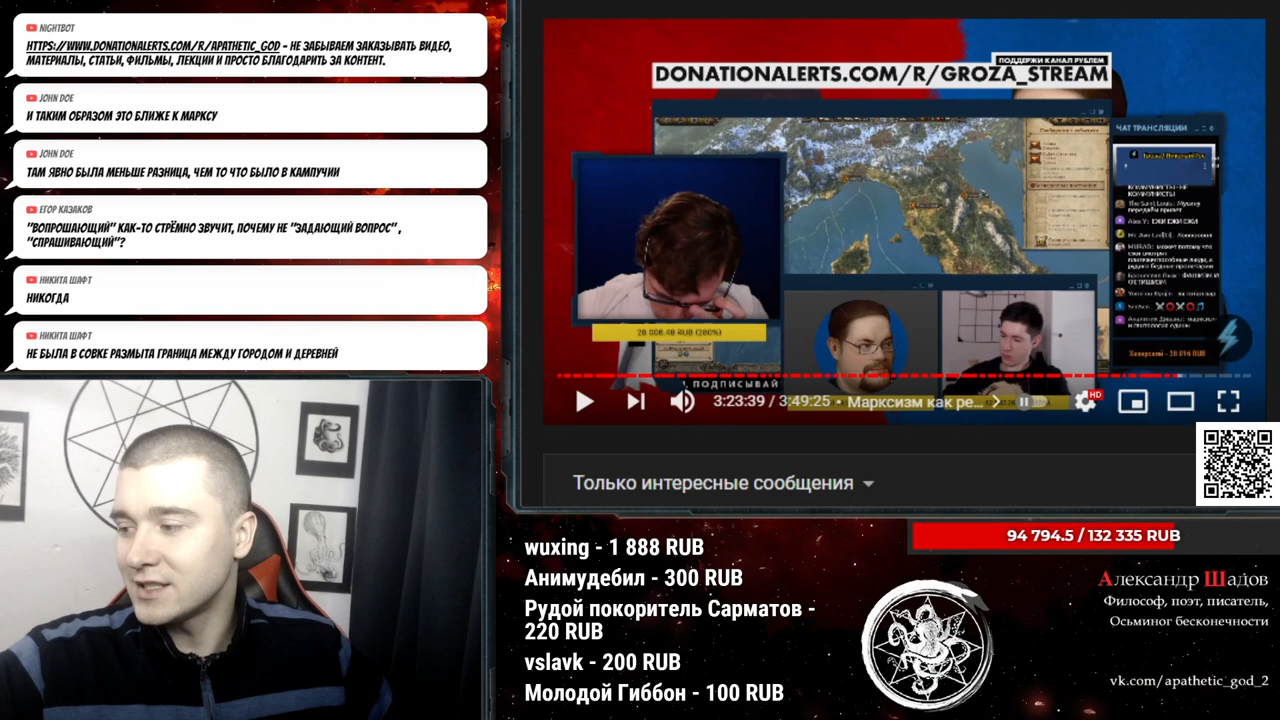 NIGHTBOT
HTTPS://WWW.DONATIONALERTS.COM/R/APATHETIC_GOD - НЕ ЗАБЫВАЕМ ЗАКАЗЫВАТЬ ВИДЕО,
МАТЕРИАЛЫ, СТАТЬИ, ФИЛЬМЫ, ЛЕКЦИИ И ПРОСТО БЛАГОДАРИТЬ ЗА КОНТЕНТ.
JOHN DOE
И ТАКИМ ОБРАЗОМ ЭТО БЛИЖЕ К МАРКСУ
JOHN DOE
ТАМ ЯВНО БЫЛА МЕНЬШЕ РАЗНИЦА, ЧЕМ ТО ЧТО БЫЛО В КАМПУЧИИ
ЕГОР КАЗАКОВ
"ВОПРОШАЮЩИЙ" КАК-ТО СТРЁМНО ЗВУЧИТ, ПОЧЕМУ НЕ "ЗАДАЮЩИЙ ВОПРОС",
"СПРАШИВАЮЩИЙ"?
НИКИТА ШАФТ
НИКОГДА
НИКИТА ШАФТ
НЕ БЫЛА В СОВКЕ РАЗМЫТА ГРАНИЦА МЕЖДУ ГОРОДОМ И ДЕРЕВНЕЙ
ПОДДЕРЖИ КАНАЛ РУБЛЕМ
DONATIONALERTS.COM/R/GROZA_STREAM
ЧАТ ТРАНСЛЯЦИИ
КОММУНИСТЫ - НЕ
КОММУНИСТЫ
, ПОДПИСЫВАЙ
3:23:39 / 3:49:25 • Марксизм как ре...
HD
Только интересные сообщения
94 794.5 / 132 335 RUB
wuxing - 1 888 RUB
Анимудебил - 300 RUB
Рудой покоритель Сарматов -
220 RUB
vslavk - 200 RUB
Молодой Гиббон - 100 RUB
Александр Шадов
Философ, поэт, писатель,
Осьминог бесконечности
vk.com/apathetic_god_2